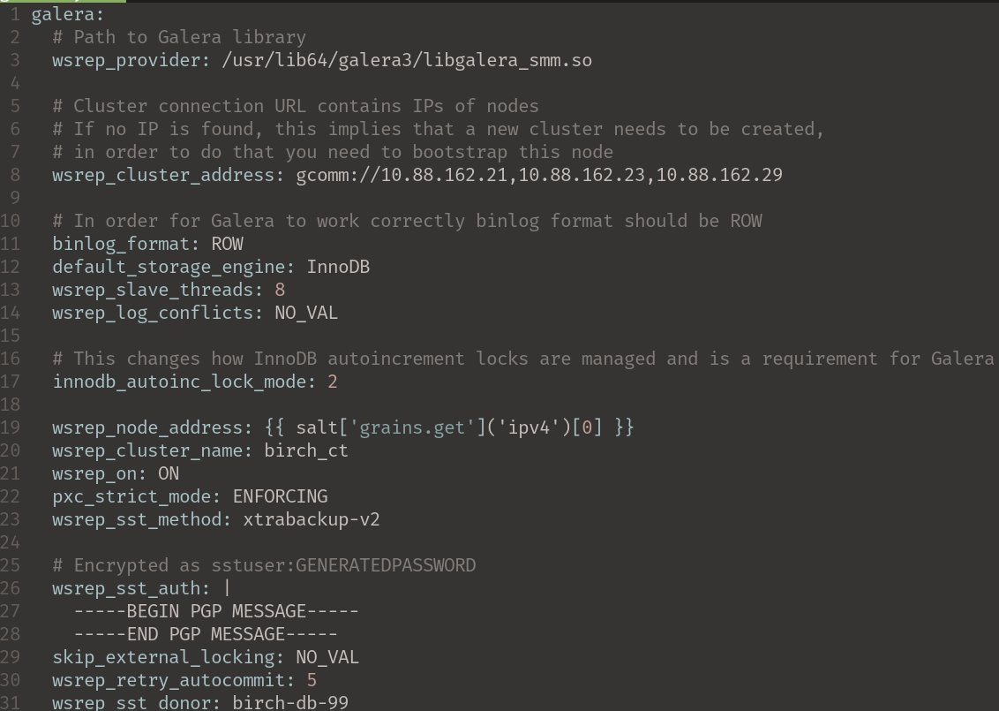 1 galera:
2   # Path to Galera library
3   wsrep_provider: /usr/lib64/galera3/libgalera_smm.so
4
5   # Cluster connection URL contains IPs of nodes
6   # If no IP is found, this implies that a new cluster needs to be created,
7   # in order to do that you need to bootstrap this node
8   wsrep_cluster_address: gcomm://10.88.162.21,10.88.162.23,10.88.162.29
9
10   # In order for Galera to work correctly binlog format should be ROW
11   binlog_format: ROW
12   default_storage_engine: InnoDB
13   wsrep_slave_threads: 8
14   wsrep_log_conflicts: NO_VAL
15
16   # This changes how InnoDB autoincrement locks are managed and is a requirement for Galera
17   innodb_autoinc_lock_mode: 2
18
19   wsrep_node_address: {{ salt['grains.get']('ipv4')[0] }}
20   wsrep_cluster_name: birch_ct
21   wsrep_on: ON
22   pxc_strict_mode: ENFORCING
23   wsrep_sst_method: xtrabackup-v2
24
25   # Encrypted as sstuser:GENERATEDPASSWORD
26   wsrep_sst_auth: |
27     -----BEGIN PGP MESSAGE-----
28     -----END PGP MESSAGE-----
29   skip_external_locking: NO_VAL
30   wsrep_retry_autocommit: 5
31   wsrep_sst_donor: birch-db-99